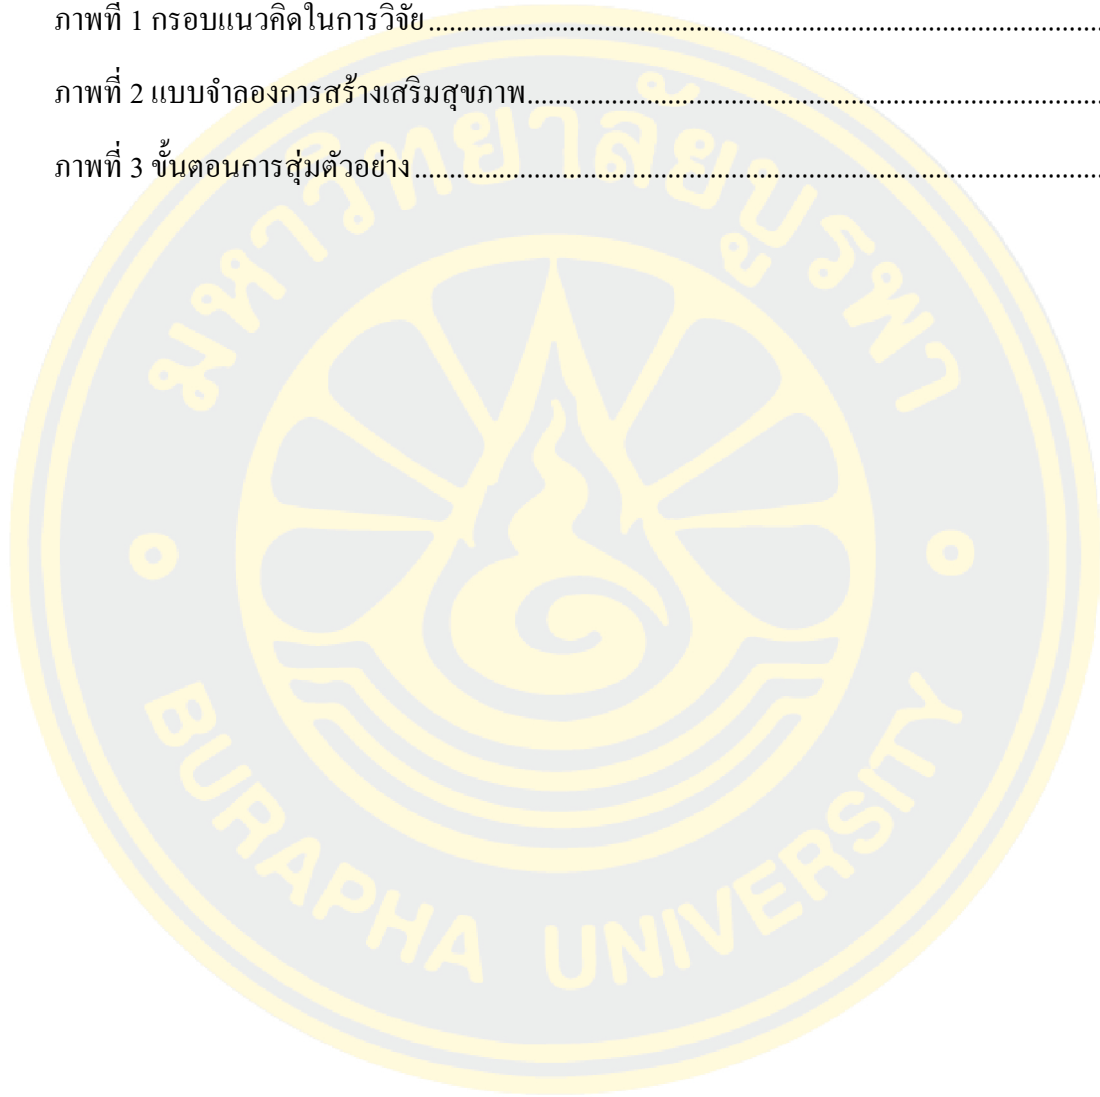 ภาพที่ 1 กรอบแนวคิดในการวิจัย....................................................................................................
ภาพที่ 2 แบบจำลองการสร้างเสริมสุขภาพ......................................................................................
ภาพที่ 3 ขั้นตอนการสุ่มตัวอย่าง......................................................................................................
มหาวิทยาลัยบูรพา
BURAPHA UNIVERSITY